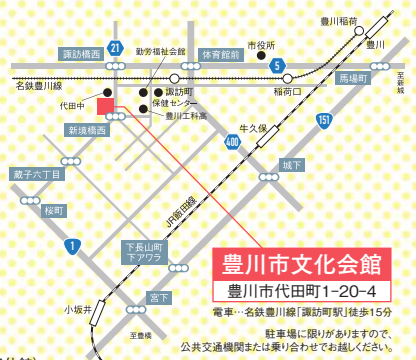 豊川稲荷
豊川
市役所
勤労福祉会館
諏訪橋西
21
体育館前
5
馬場町
至新城
名鉄豊川線
諏訪町
稲荷口
代田中
保健センター
豊川工科高
新境橋西
151
牛久保
400
蔵子六丁目
城下
桜町
JR飯田線
1
下長山町
下アワラ
豊川市文化会館
豊川市代田町1-20-4
宮下
小坂井
電車…名鉄豊川線「諏訪町駅」徒歩15分
至豊橋
駐車場に限りがありますので、
公共交通機関または乗り合わせでお越しください。